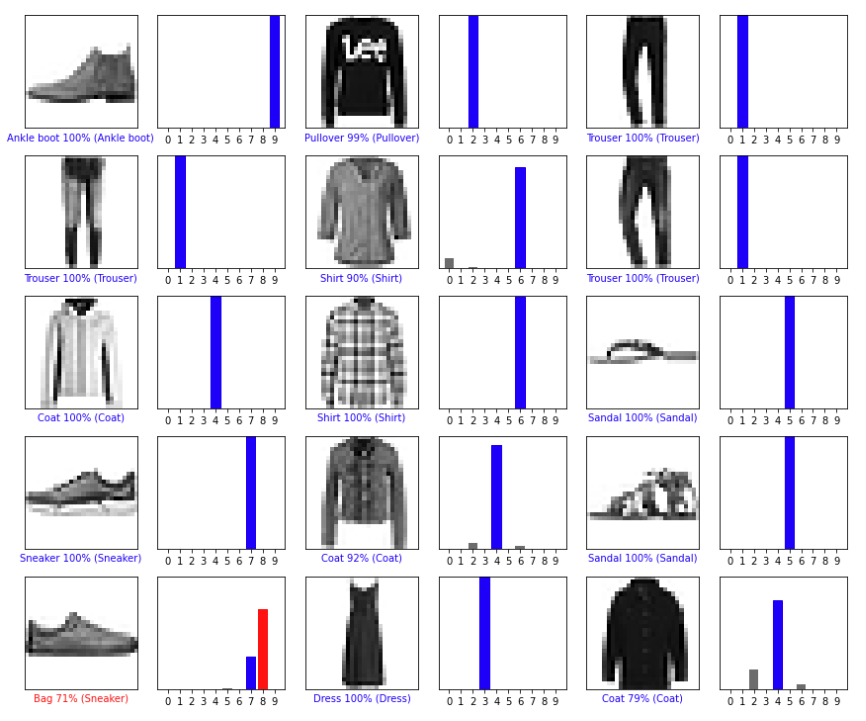 Lee
0 1 2 3 4 5 6 7 8 9
0 1 2 3 4 5 6 7 8 9
0 1 2 3 4 5 6 7 8 9
Ankle boot 100% (Ankle boot)
Pullover 99% (Pullover)
Trouser 100% (Trouser)
0 1 2 3 4 5 6 7 8 9
0 1 2 3 4 5 6 7 8 9
0 1 2 3 4 5 6 7 8 9
Trouser 100% (Trouser)
Shirt 90% (Shirt)
Trouser 100% (Trouser)
0 1 2 3 4 5 6 7 8 9
0 1 2 3 4 5 6 7 8 9
0 1 2 3 4 5 6 7 8 9
Coat 100% (Coat)
Shirt 100% (Shirt)
Sandal 100% (Sandal)
0 1 2 3 4 5 6 7 8 9
0 1 2 3 4 5 6 7 8 9
0 1 2 3 4 5 6 7 8 9
Sneaker 100% (Sneaker)
Coat 92% (Coat)
Sandal 100% (Sandal)
0 1 2 3 4 5 6 7 8 9
0 1 2 3 4 5 6 7 8 9
0 1 2 3 4 5 6 7 8 9
Bag 71% (Sneaker)
Dress 100% (Dress)
Coat 79% (Coat)